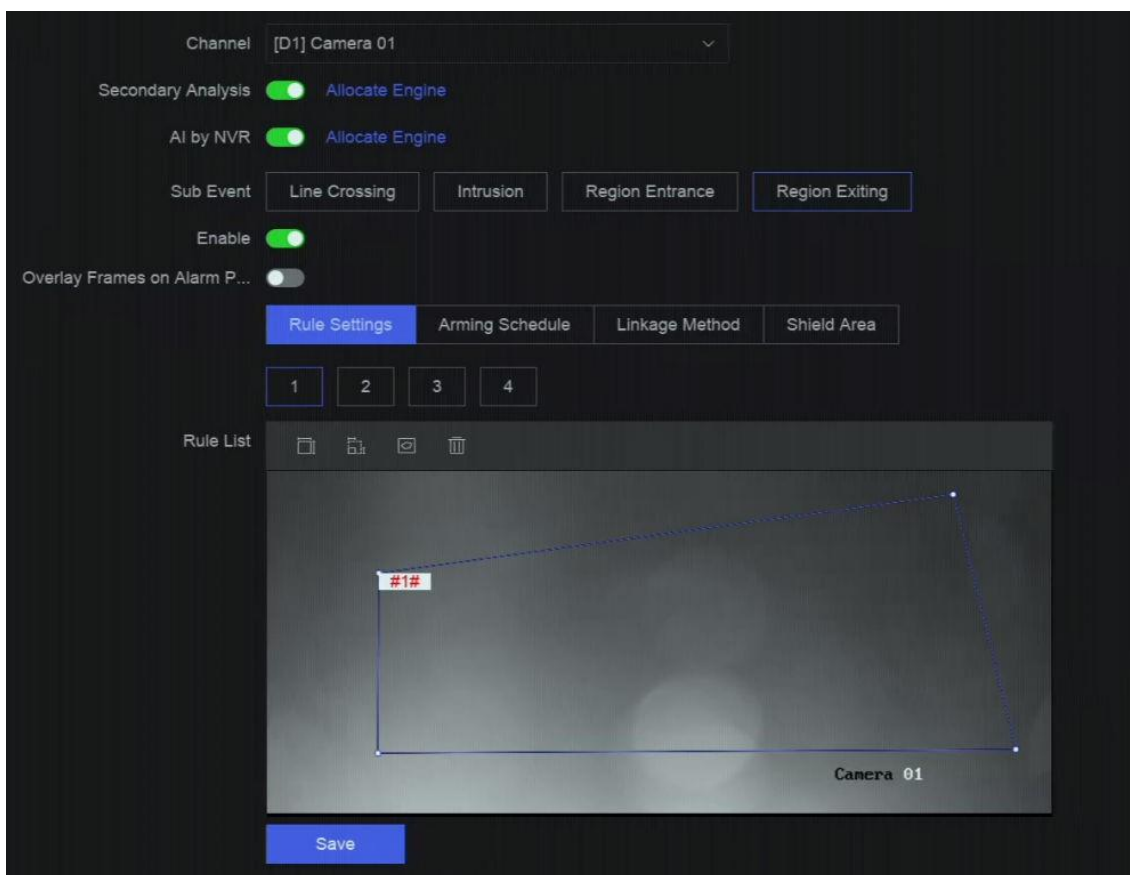 Channel [D1] Camera 01
Secondary Analysis Allocate Engine
AI by NVR Allocate Engine
Sub Event Line Crossing Intrusion Region Entrance Region Exiting
Enable
Overlay Frames on Alarm P...
Rule Settings Arming Schedule Linkage Method Shield Area
1 2 3 4
Rule List
#1#
Camera 01
Save